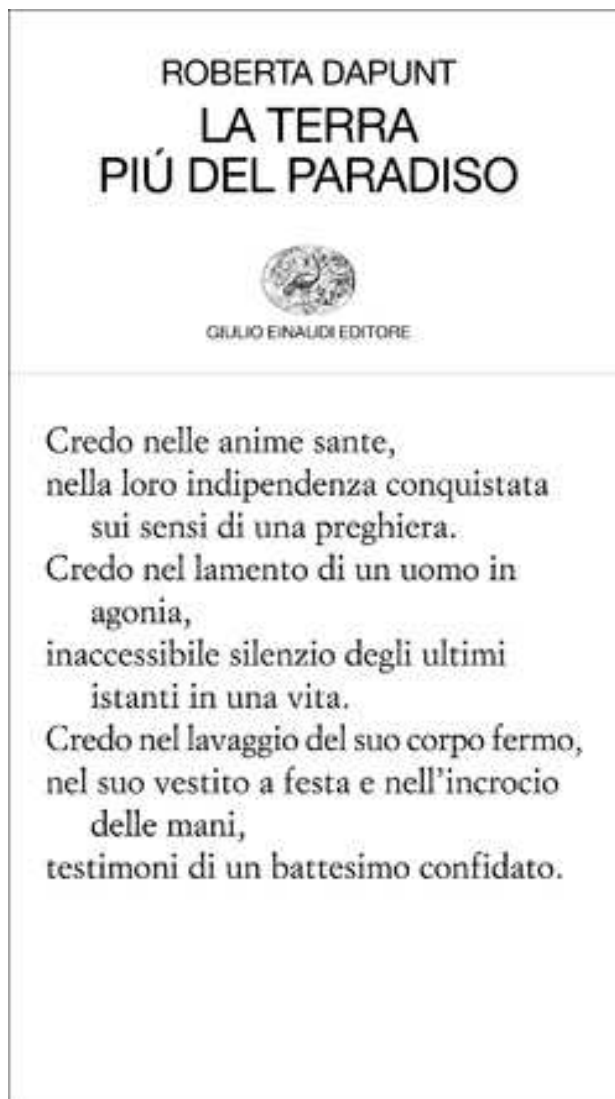 ROBERTA DAPUNT
LA TERRA
PIÚ DEL PARADISO
GIULIO EINAUDI EDITORE
Credo nelle anime sante,
nella loro indipendenza conquistata
sui sensi di una preghiera.
Credo nel lamento di un uomo in
agonia,
inaccessibile silenzio degli ultimi
istanti in una vita.
Credo nel lavaggio del suo corpo fermo,
nel suo vestito a festa e nell’incrocio
delle mani,
testimoni di un battesimo confidato.